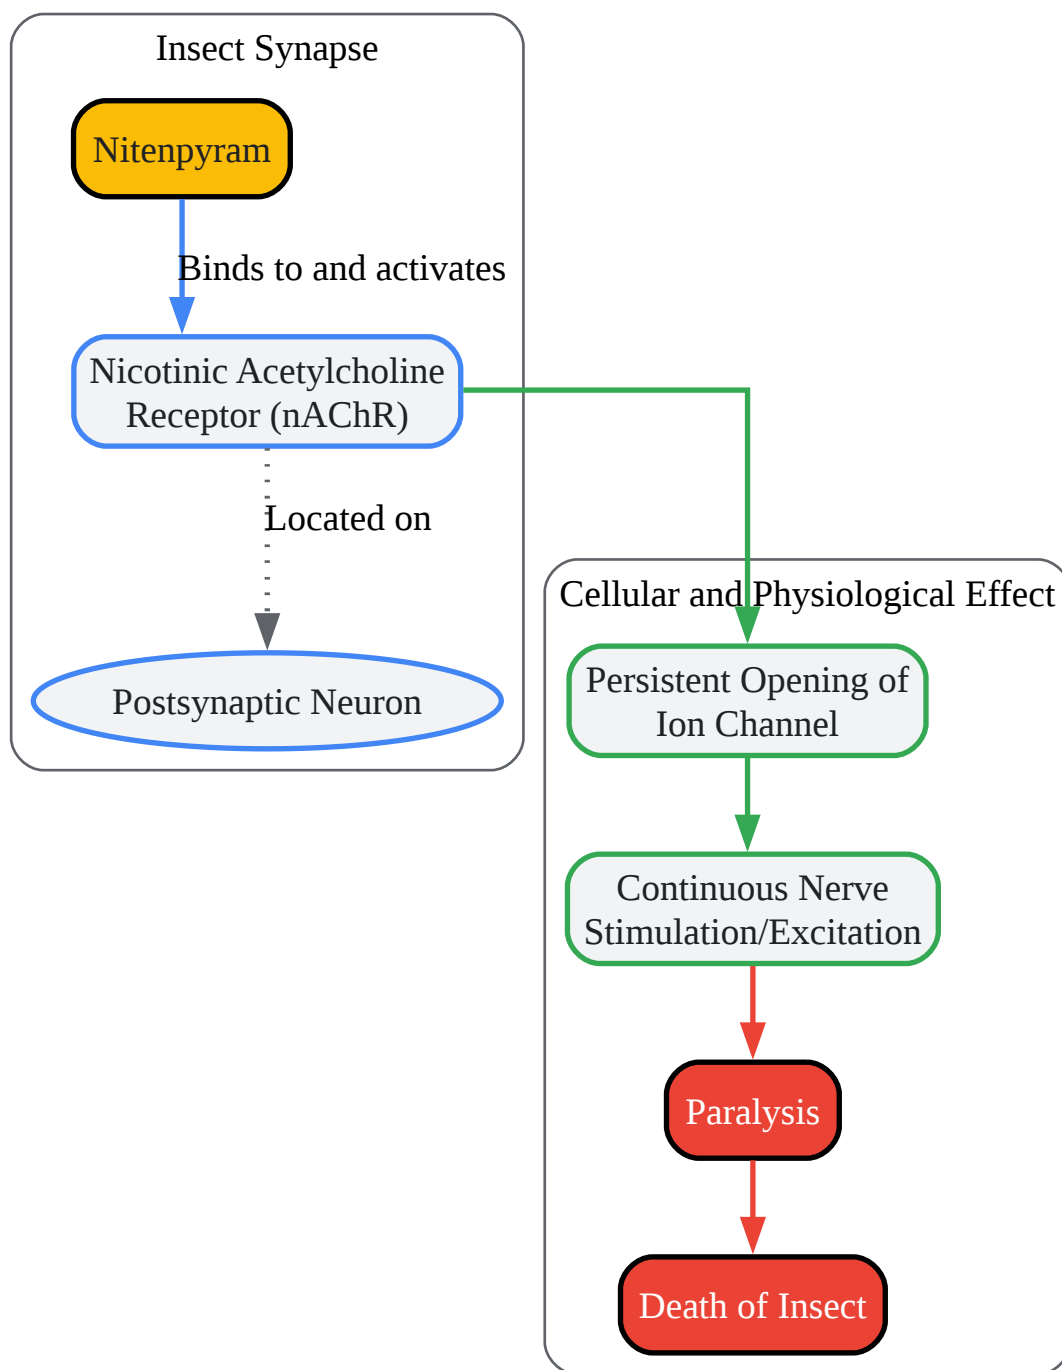 Insect Synapse
Nitenpyram
Binds to and activates
Nicotinic Acetylcholine
Receptor (nAChR)
Located on
Postsynaptic Neuron
Cellular and Physiological Effect
Persistent Opening of
Ion Channel
Continuous Nerve
Stimulation/Excitation
Paralysis
Death of Insect